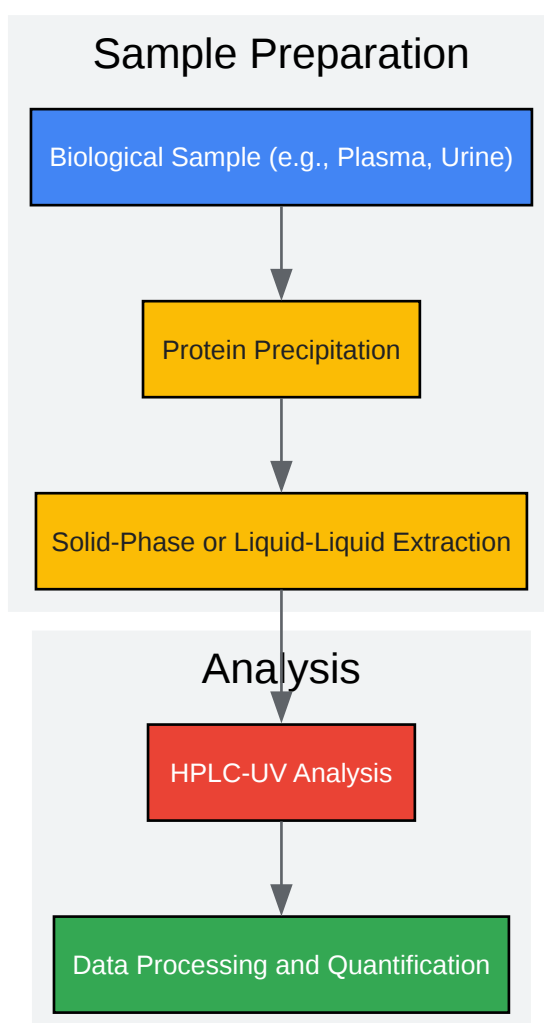 Sample Preparation
Biological Sample (e.g., Plasma, Urine)
Protein Precipitation
Solid-Phase or Liquid-Liquid Extraction
Analysis
HPLC-UV Analysis
Data Processing and Quantification